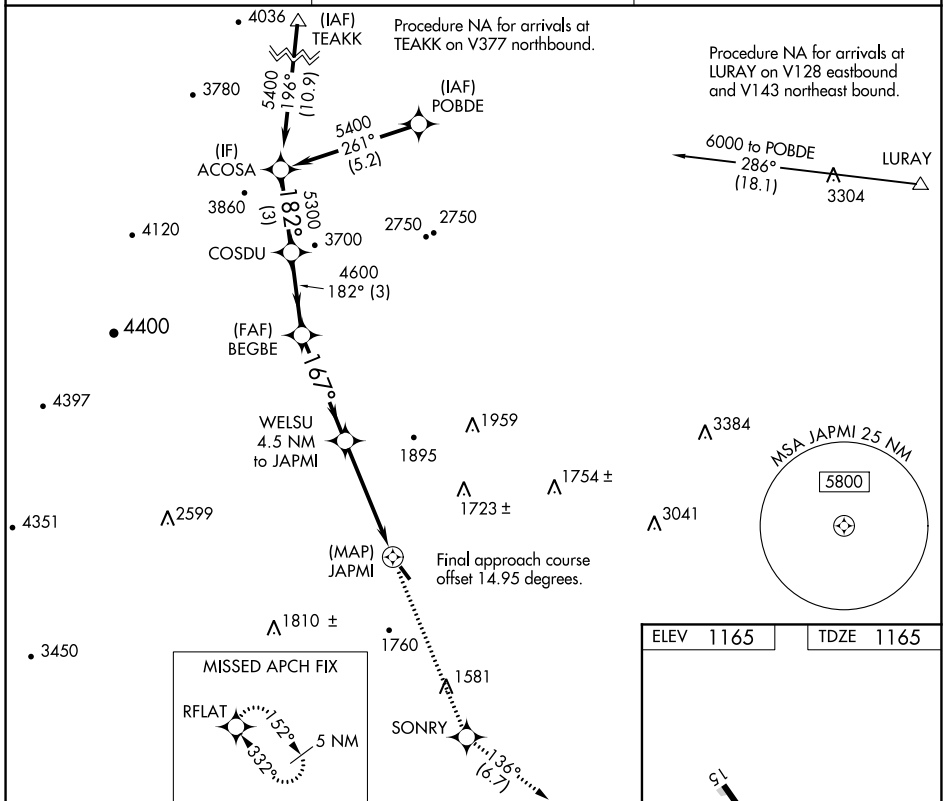 4036
(IAF)
TEAKK
Procedure NA for arrivals at
TEAKK on V377 northbound.
Procedure NA for arrivals at
LURAY on V128 eastbound
and V143 northeast bound.
3780
5400
196°
(10.9)
(IAF)
POBDE
5400
261°
(5.2)
6000 to POBDE
286°
(18.1)
LURAY
3304
(IF)
ACOSA
3860
5300
182°
(3)
4120
3700
2750
2750
COSDU
4600
182° (3)
4400
(FAF)
BEGBE
167°
4397
WELSU
4.5 NM
to JAPMI
1959
1895
3384
MSA JAPMI 25 NM
5800
1754 ±
1723 ±
2599
3041
4351
(MAP)
JAPMI
Final approach course
offset 14.95 degrees.
1810 ±
1760
3450
ELEV 1165
TDZE 1165
MISSED APCH FIX
RFLAT
152°
332°
5 NM
1581
SONRY
136°
(6.7)
15